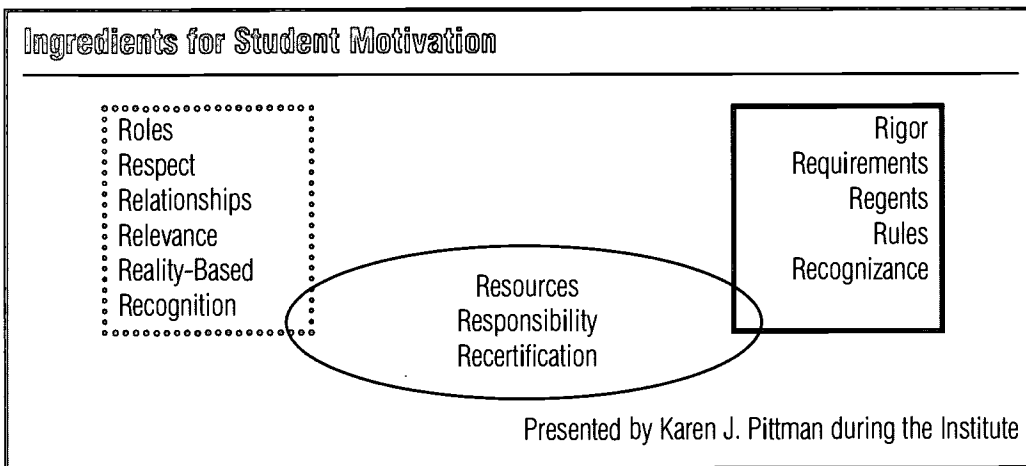 Ingredients for Student Motivation
Roles
Respect
Relationships
Relevance
Reality-Based
Recognition
Resources
Responsibility
Recertification
Rigor
Requirements
Regents
Rules
Recognizance
Presented by Karen J. Pittman during the Institute